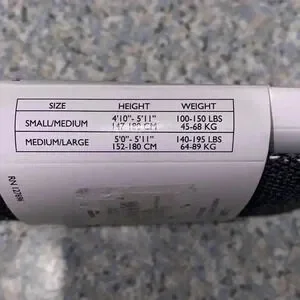 SIZE HEIGHT WEIGHT
SMALL/MEDIUM 4'10"- 5'11" 100-150 LBS
147-180 CM 45-68 KG
MEDIUM/LARGE 5'0"- 5'11" 140-195 LBS
152-180 CM 64-89 KG